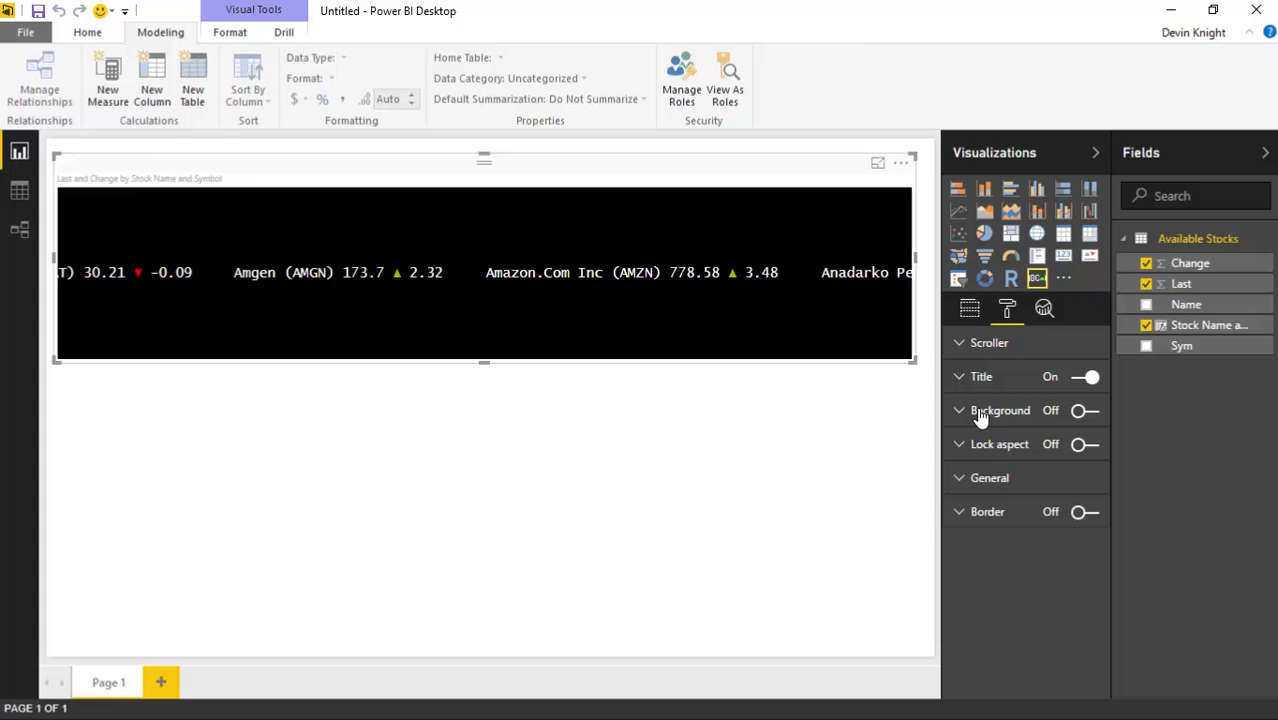 Visual Tools
Untitled - Power BI Desktop
File
Home
Modeling
Format
Drill
Devin Knight
Manage
Relationships
New
Measure
New
Column
New
Table
Sort By
Column
Data Type:
Format:
$ % , .00 Auto
Home Table:
Data Category: Uncategorized
Default Summarization: Do Not Summarize
Manage
Roles
View As
Roles
Relationships
Calculations
Sort
Formatting
Properties
Security
Last and Change by Stock Name and Symbol
LT) 30.21 ▼ -0.09 Amgen (AMGN) 173.7 ▲ 2.32 Amazon.Com Inc (AMZN) 778.58 ▲ 3.48 Anadarko Pe
Visualizations
Scroller
Title On
Background Off
Lock aspect Off
General
Border Off
Fields
Search
Available Stocks
Change
Last
Name
Stock Name a...
Sym
Page 1
PAGE 1 OF 1